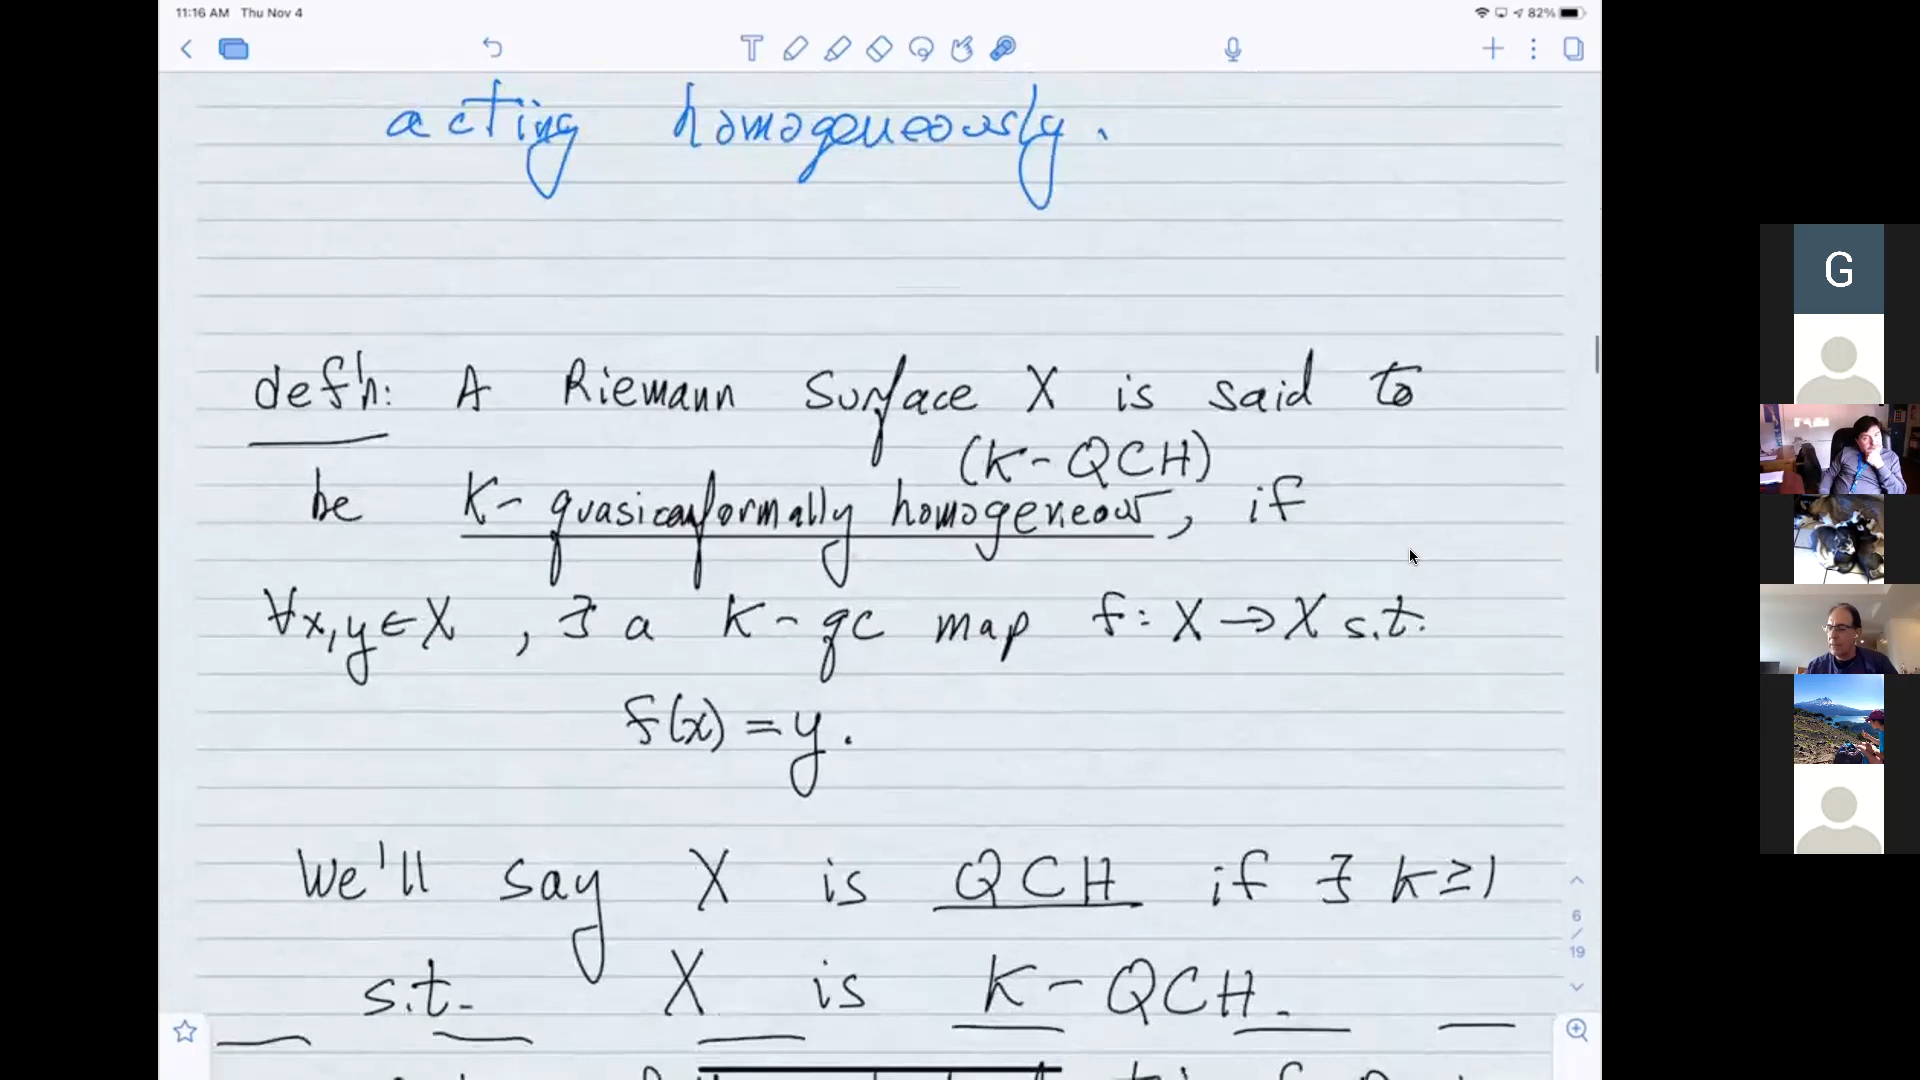 11:16 AM Thu Nov 4
82%
acting homogeneously.
defn: A Riemann Surface X is said to
(K-QCH)
be K-quasiconformally homogeneous, if
∀x,y∈X, ∃ a K-qc map f: X→X s.t.
f(x)=y.
We'll say X is QCH if ∃ K≥1
s.t. X is K-QCH.
6
/
19
G